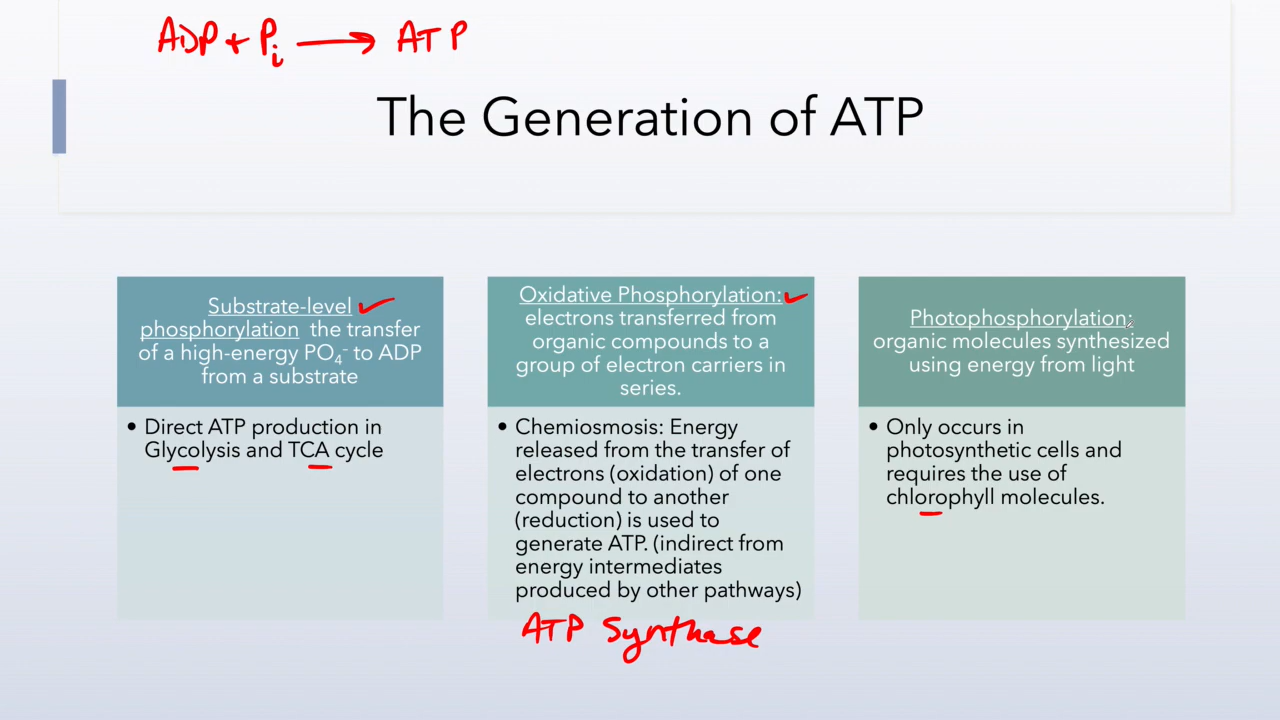 ADP + Pi → ATP
The Generation of ATP
Substrate-level
phosphorylation the transfer
of a high-energy PO₄⁻ to ADP
from a substrate
• Direct ATP production in
Glycolysis and TCA cycle
Oxidative Phosphorylation:
electrons transferred from
organic compounds to a
group of electron carriers in
series.
• Chemiosmosis: Energy
released from the transfer of
electrons (oxidation) of one
compound to another
(reduction) is used to
generate ATP. (indirect from
energy intermediates
produced by other pathways)
ATP Synthase
Photophosphorylation:
organic molecules synthesized
using energy from light
• Only occurs in
photosynthetic cells and
requires the use of
chlorophyll molecules.